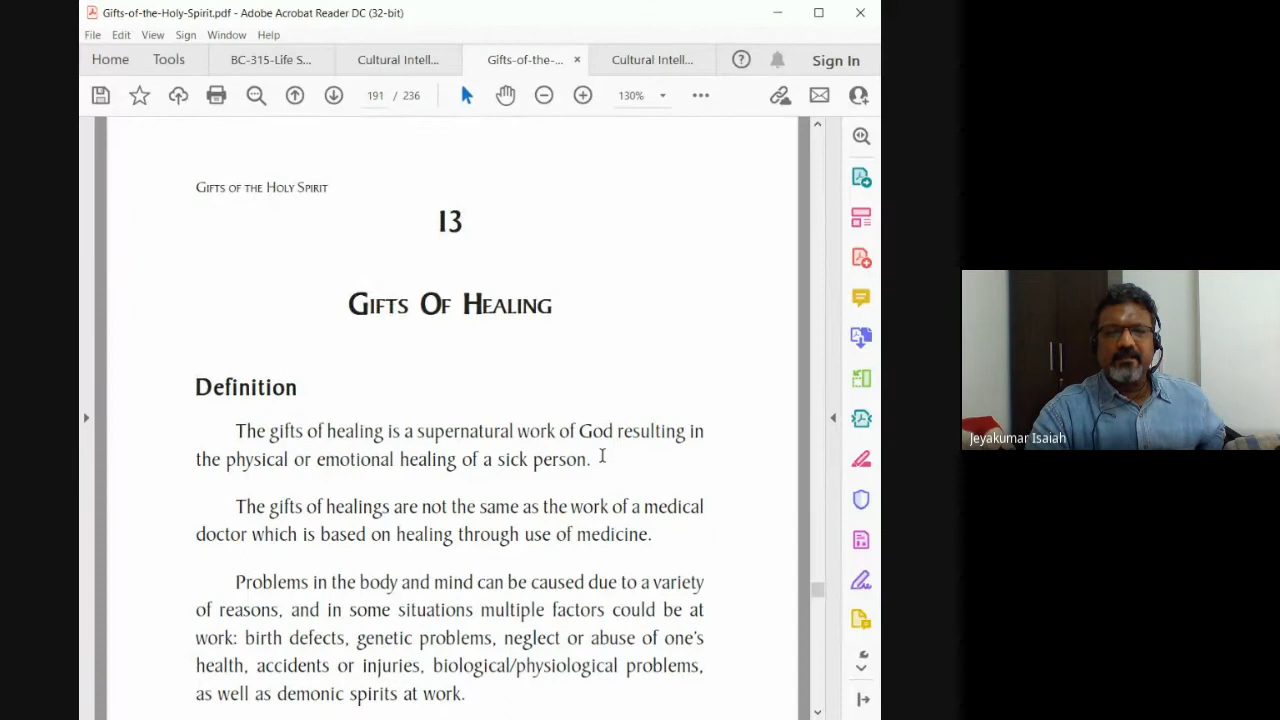 Gifts-of-the-Holy-Spirit.pdf - Adobe Acrobat Reader DC (32-bit)
File Edit View Sign Window Help
Home Tools BC-315-Life S... Cultural Intell... Gifts-of-the-... Cultural Intell... Sign In
191 / 236 130%
GIFTS OF THE HOLY SPIRIT
13
GIFTS OF HEALING
Definition
The gifts of healing is a supernatural work of God resulting in
the physical or emotional healing of a sick person.
The gifts of healings are not the same as the work of a medical
doctor which is based on healing through use of medicine.
Problems in the body and mind can be caused due to a variety
of reasons, and in some situations multiple factors could be at
work: birth defects, genetic problems, neglect or abuse of one's
health, accidents or injuries, biological/physiological problems,
as well as demonic spirits at work.
Jeyakumar Isaiah